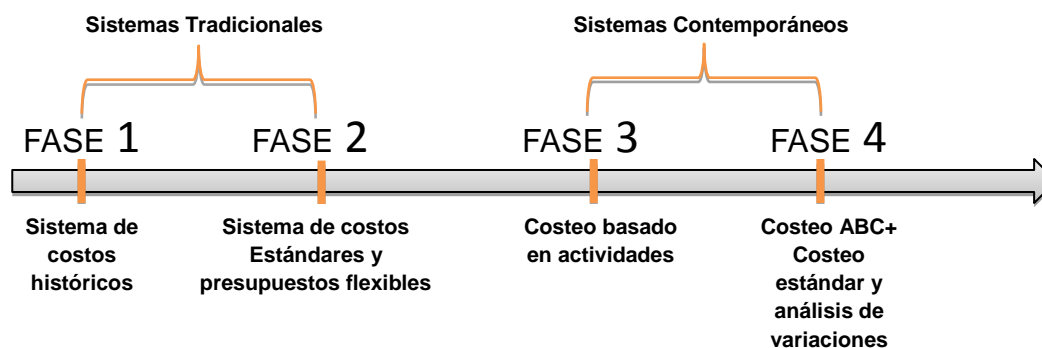 Sistemas Tradicionales
Sistemas Contemporáneos
FASE 1
FASE 2
FASE 3
FASE 4
Sistema de
costos
históricos
Sistema de costos
Estándares y
presupuestos flexibles
Costeo basado
en actividades
Costeo ABC+
Costeo
estándar y
análisis de
variaciones